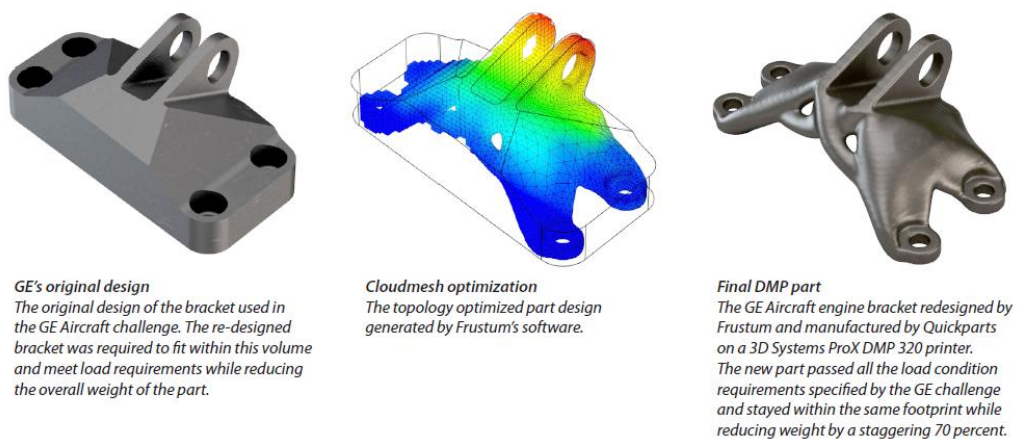 GE's original design
The original design of the bracket used in
the GE Aircraft challenge. The re-designed
bracket was required to fit within this volume
and meet load requirements while reducing
the overall weight of the part.
Cloudmesh optimization
The topology optimized part design
generated by Frustum's software.
Final DMP part
The GE Aircraft engine bracket redesigned by
Frustum and manufactured by Quickparts
on a 3D Systems ProX DMP 320 printer.
The new part passed all the load condition
requirements specified by the GE challenge
and stayed within the same footprint while
reducing weight by a staggering 70 percent.